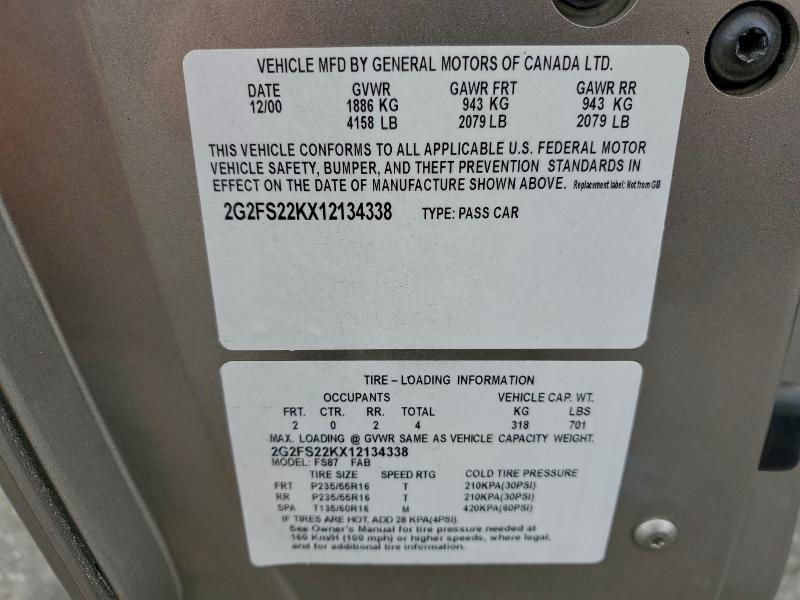 VEHICLE MFD BY GENERAL MOTORS OF CANADA LTD.
DATE GVWR GAWR FRT GAWR RR
12/00 1886 KG 943 KG 943 KG
4158 LB 2079 LB 2079 LB
THIS VEHICLE CONFORMS TO ALL APPLICABLE U.S. FEDERAL MOTOR
VEHICLE SAFETY, BUMPER, AND THEFT PREVENTION STANDARDS IN
EFFECT ON THE DATE OF MANUFACTURE SHOWN ABOVE. Replacement label: Not from GM
2G2FS22KX12134338 TYPE: PASS CAR
TIRE – LOADING INFORMATION
OCCUPANTS VEHICLE CAP. WT.
FRT. CTR. RR. TOTAL KG LBS
2 0 2 4 318 701
MAX. LOADING @ GVWR SAME AS VEHICLE CAPACITY WEIGHT.
2G2FS22KX12134338
MODEL: FS87 FAB
TIRE SIZE SPEED RTG COLD TIRE PRESSURE
FRT P235/55R16 T 210KPA(30PSI)
RR P235/55R16 T 210KPA(30PSI)
SPA T135/60R16 M 420KPA(60PSI)
IF TIRES ARE HOT, ADD 28 KPA(4PSI).
See Owner's Manual for tire pressure needed at
160 Km/H (100 mph) or higher speeds, where legal,
and for additional tire information.